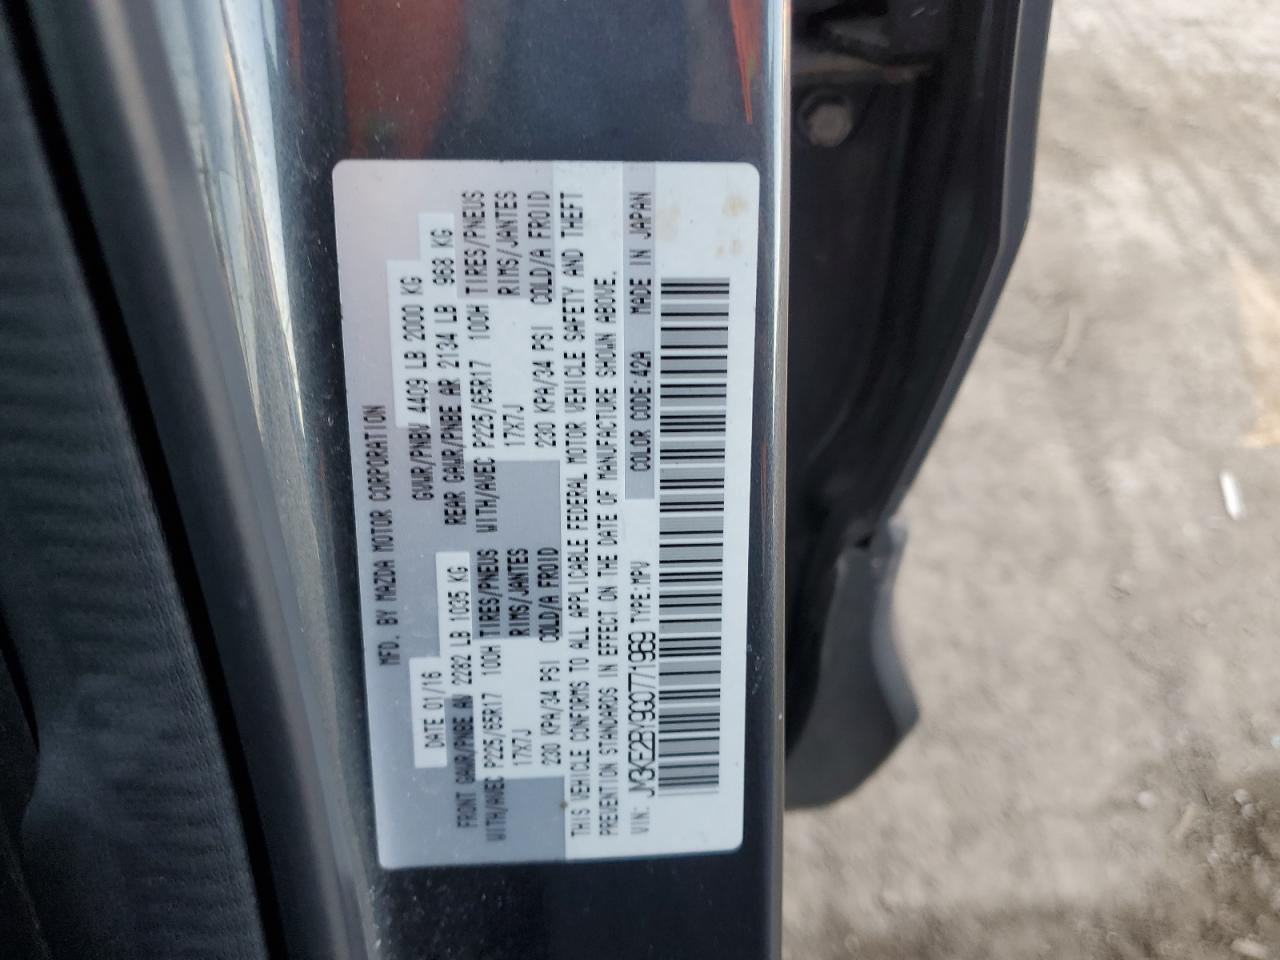 MFD. BY MAZDA MOTOR CORPORATION
DATE 01/16 GVWR/PNBV 4409 LB 2000 KG
FRONT GAWR/PNBE AV 2282 LB 1035 KG REAR GAWR/PNBE AR 2134 LB 968 KG
WITH/AVEC P225/65R17 100H TIRES/PNEUS WITH/AVEC P225/65R17 100H TIRES/PNEUS
17X7J RIMS/JANTES 17X7J RIMS/JANTES
230 KPA/34 PSI COLD/A FROID 230 KPA/34 PSI COLD/A FROID
THIS VEHICLE CONFORMS TO ALL APPLICABLE FEDERAL MOTOR VEHICLE SAFETY AND THEFT
PREVENTION STANDARDS IN EFFECT ON THE DATE OF MANUFACTURE SHOWN ABOVE.
VIN: JM3KE2BY9G0771969 TYPE:MPV COLOR CODE:42A MADE IN JAPAN